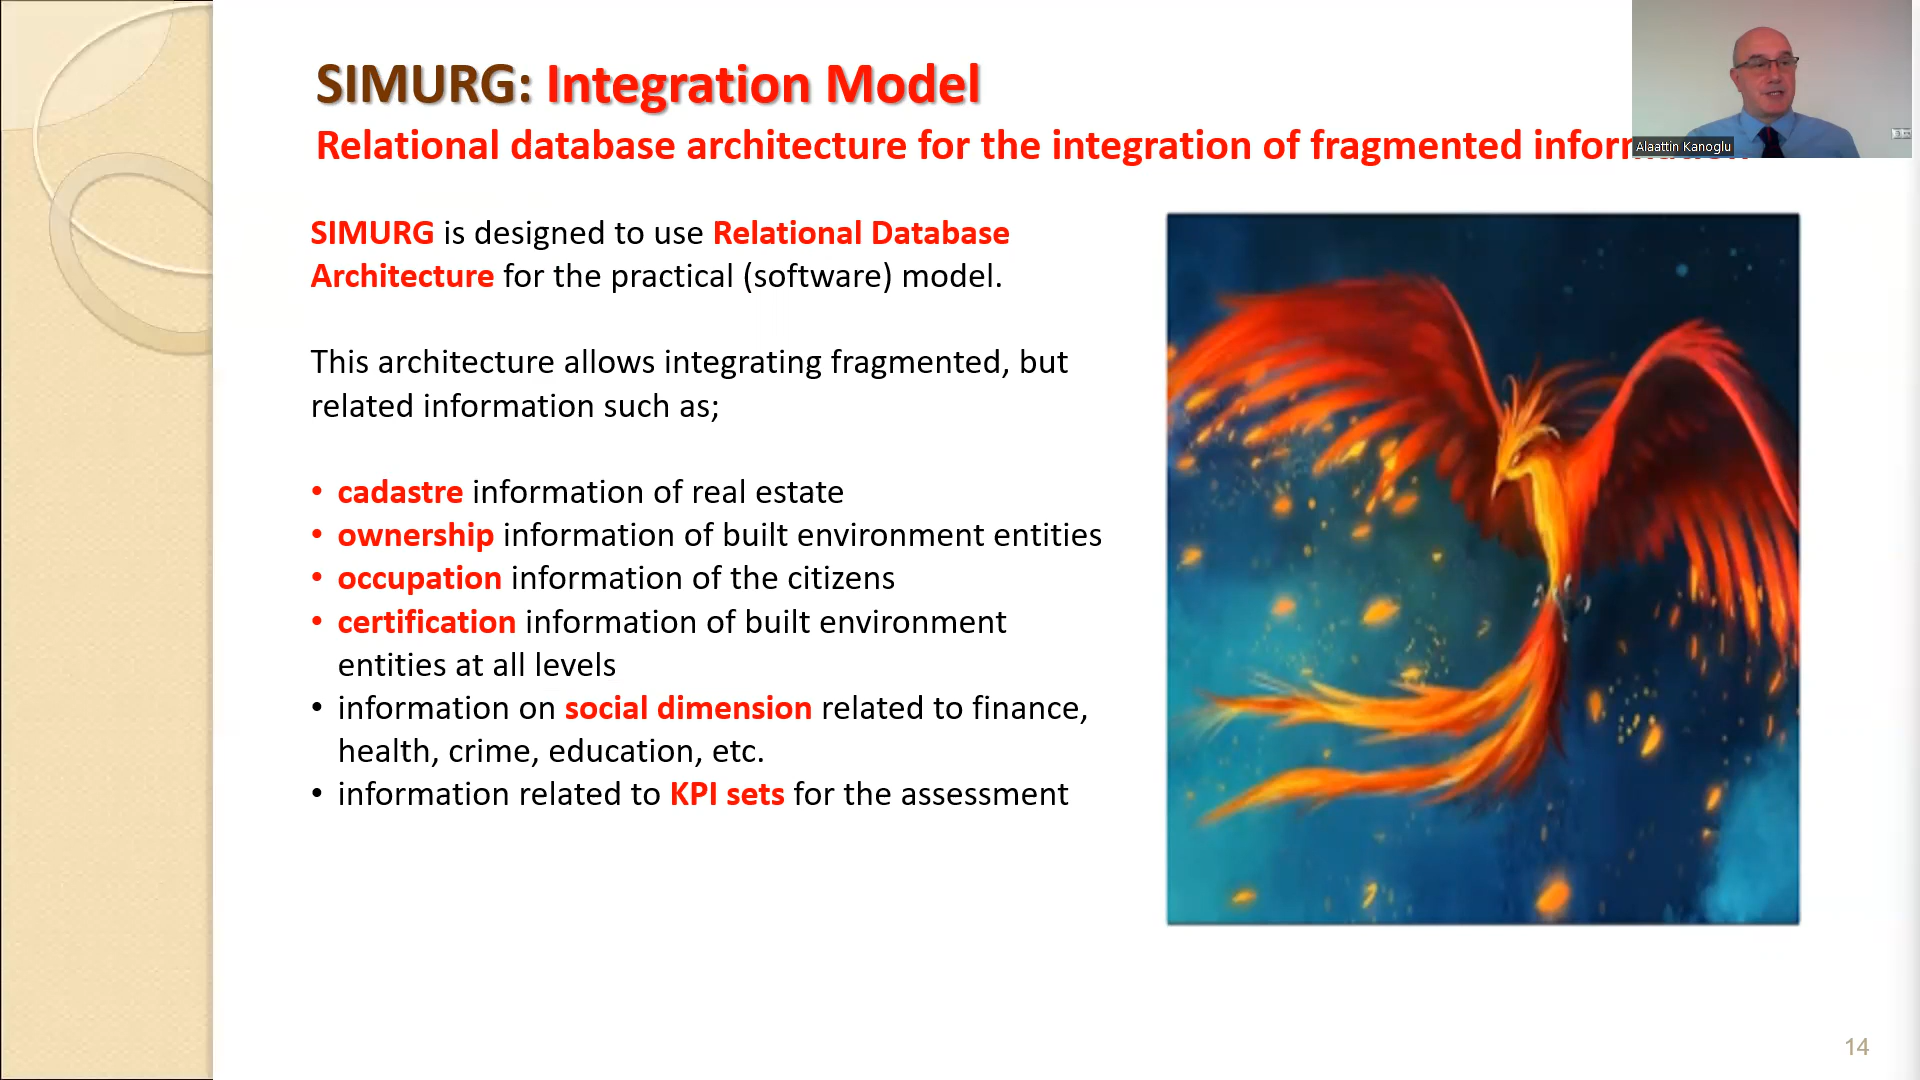 SIMURG: Integration Model
Relational database architecture for the integration of fragmented
Alaattin Kanoglu
SIMURG is designed to use Relational Database
Architecture for the practical (software) model.
This architecture allows integrating fragmented, but
related information such as;
• cadastre information of real estate
• ownership information of built environment entities
• occupation information of the citizens
• certification information of built environment
entities at all levels
• information on social dimension related to finance,
health, crime, education, etc.
• information related to KPI sets for the assessment
14